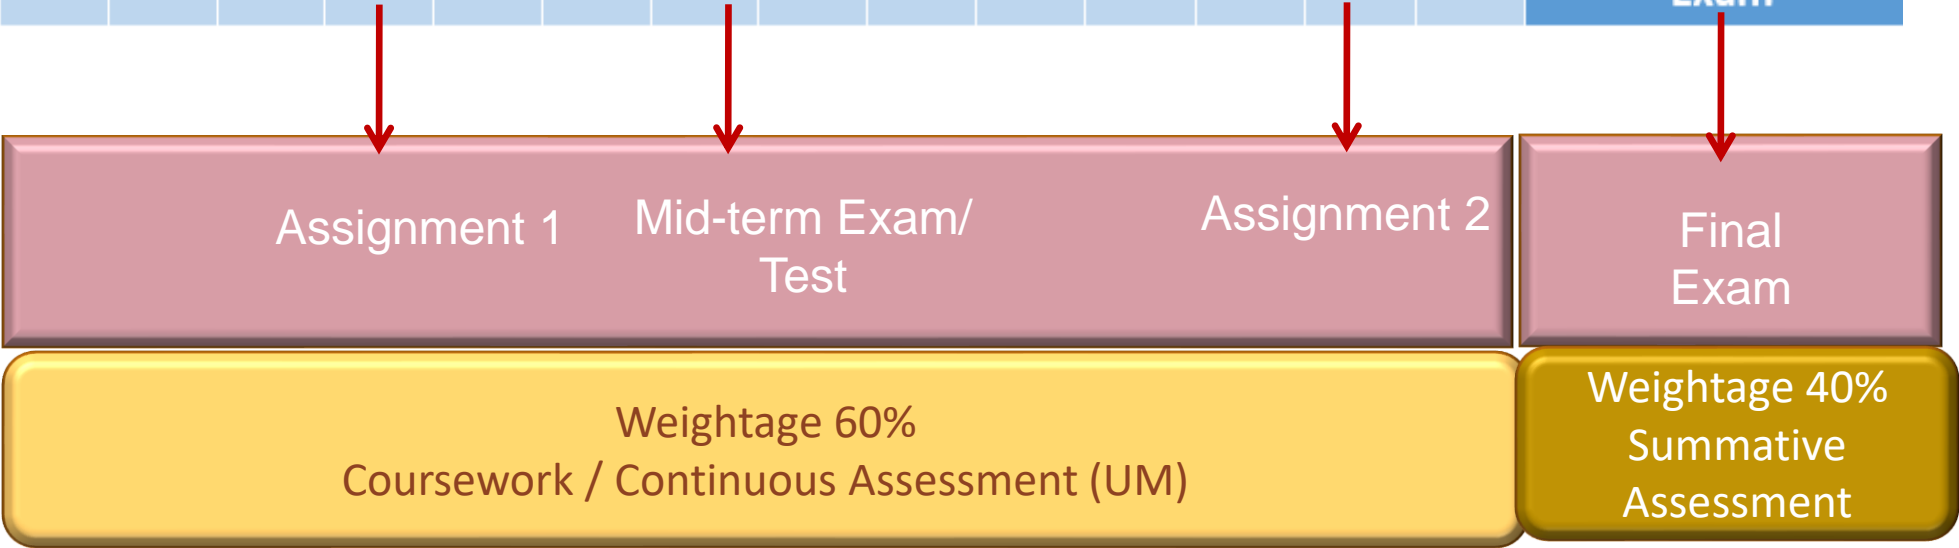 Exam
Assignment 1
Mid-term Exam/
Test
Assignment 2
Final
Exam
Weightage 60%
Coursework / Continuous Assessment (UM)
Weightage 40%
Summative
Assessment